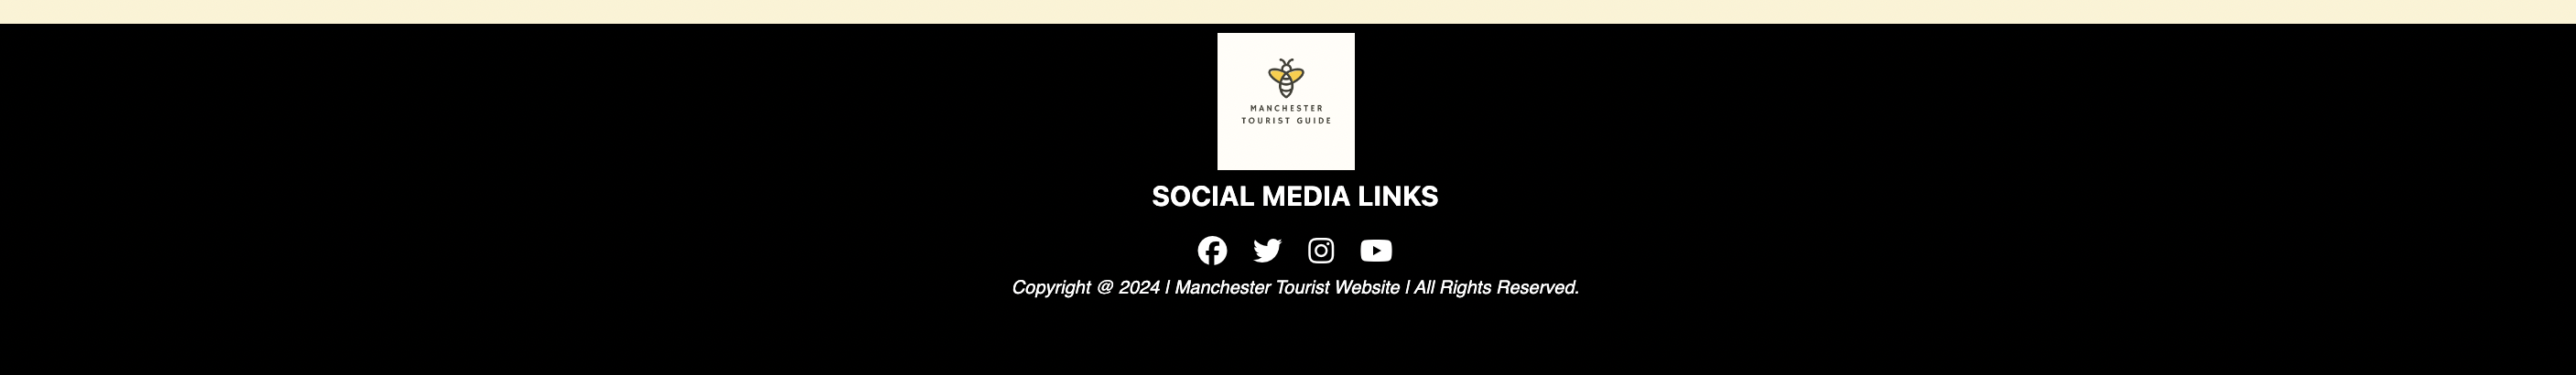 MANCHESTER
TOURIST GUIDE
SOCIAL MEDIA LINKS
Copyright @ 2024 I Manchester Tourist Website I All Rights Reserved.